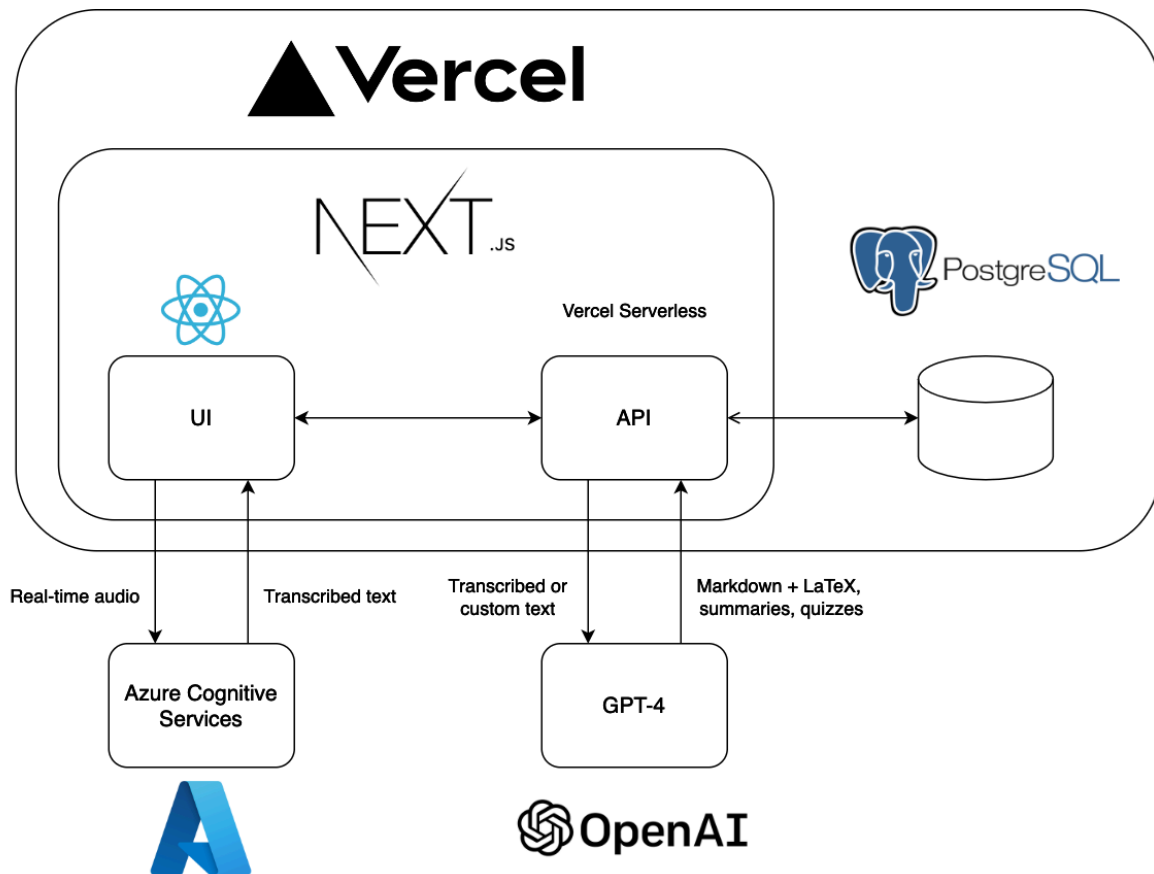 Vercel
NEXT.JS
PostgreSQL
Vercel Serverless
UI
API
Real-time audio
Transcribed text
Transcribed or
custom text
Markdown + LaTeX,
summaries, quizzes
Azure Cognitive
Services
GPT-4
OpenAI